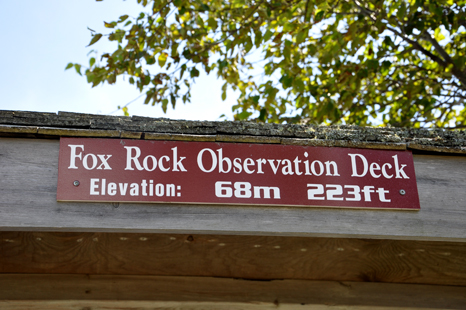 Fox Rock Observation Deck
Elevation: 68m 223ft